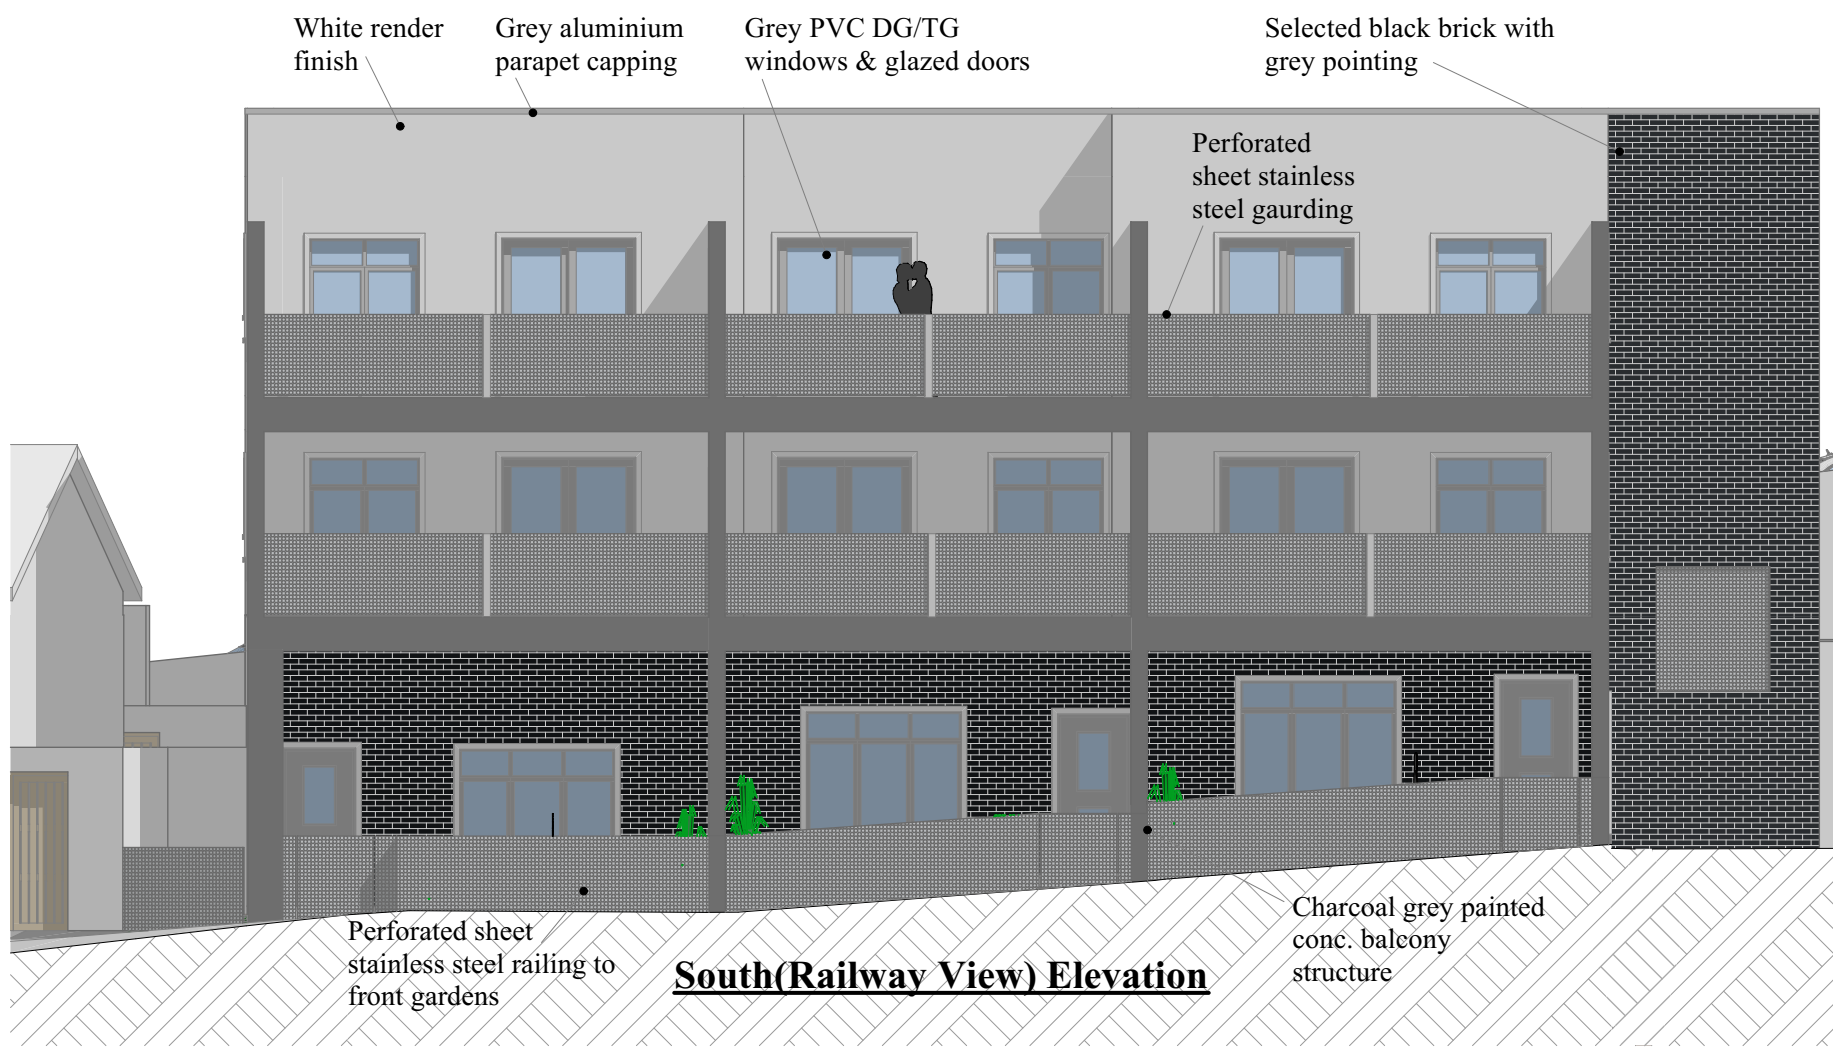 White render
finish
Grey aluminium
parapet capping
Grey PVC DG/TG
windows & glazed doors
Selected black brick with
grey pointing
Perforated
sheet stainless
steel gaurding
Perforated sheet
stainless steel railing to
front gardens
Charcoal grey painted
conc. balcony
structure
South(Railway View) Elevation